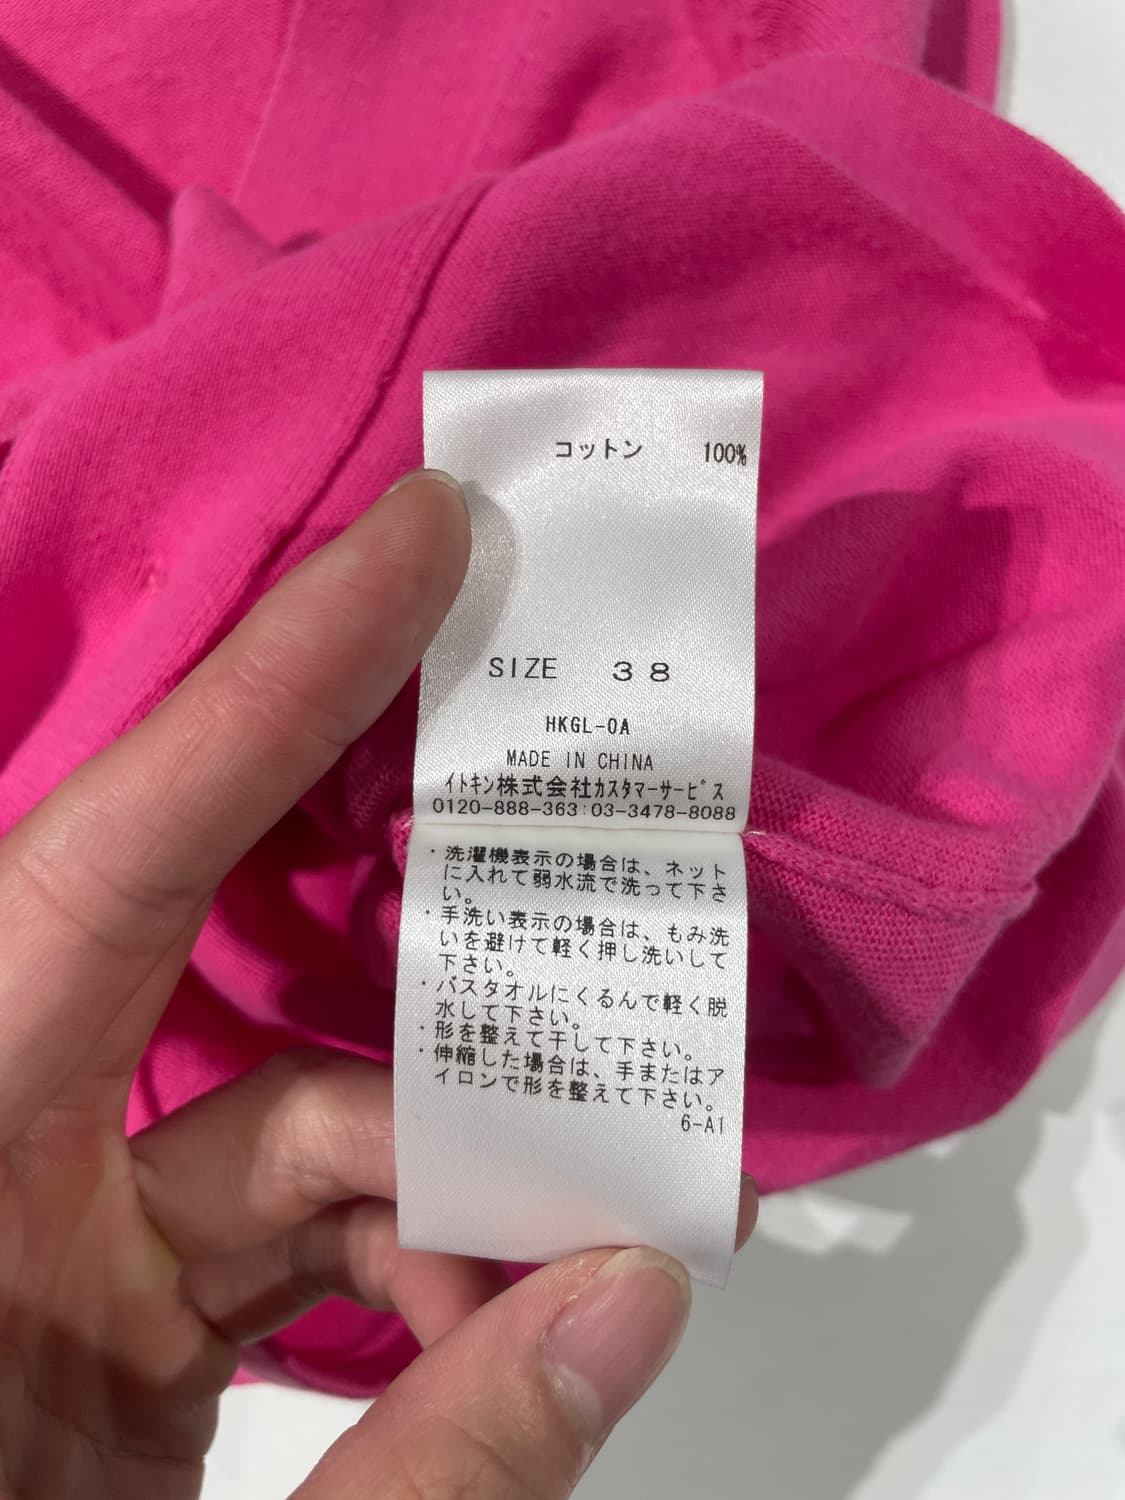 コットン 100%
SIZE 38
HKGL-0A
MADE IN CHINA
イトキン株式会社カスタマーサービス
0120-888-363:03-3478-8088
・洗濯機表示の場合は、ネット
に入れて弱水流で洗って下さ
い。
・手洗い表示の場合は、もみ洗
いを避けて軽く押し洗いして
下さい。
・バスタオルにくるんで軽く脱
水して下さい。
・形を整えて干して下さい。
・伸縮した場合は、手またはア
イロンで形を整えて下さい。
6-A1